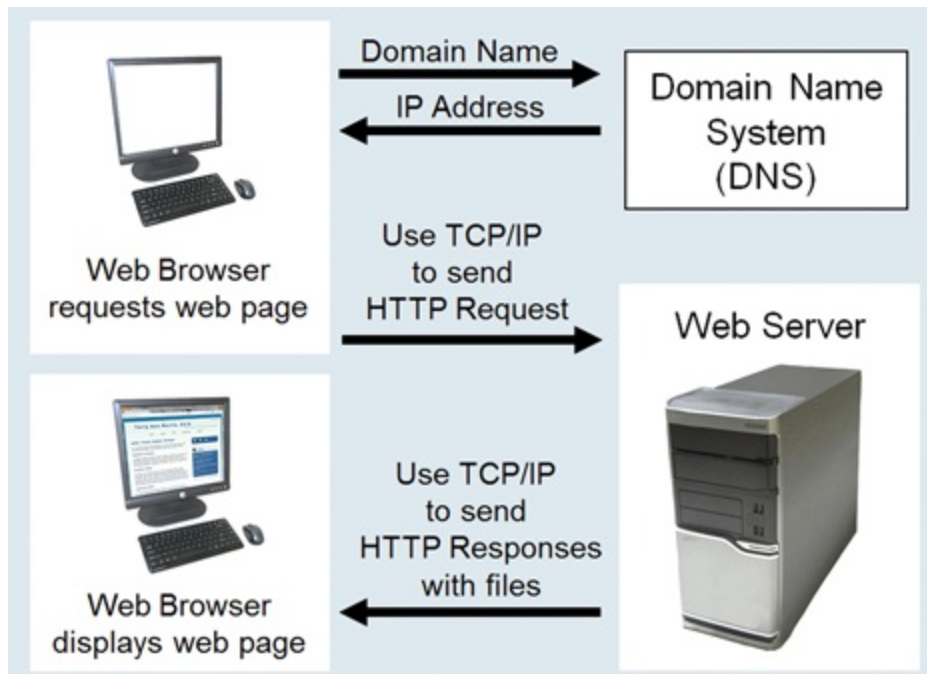 Domain Name
IP Address
Domain Name
System
(DNS)
Web Browser
requests web page
Use TCP/IP
to send
HTTP Request
Web Server
Use TCP/IP
to send
HTTP Responses
with files
Web Browser
displays web page